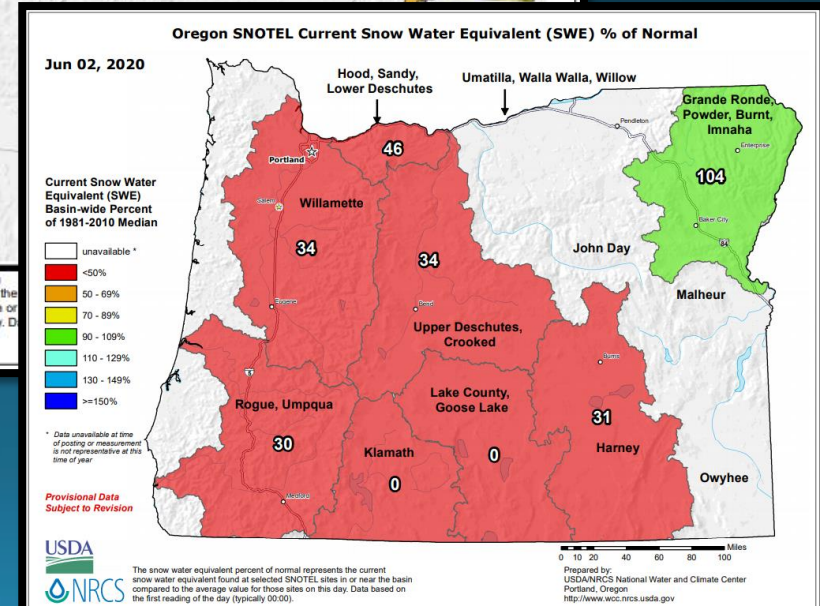 Oregon SNOTEL Current Snow Water Equivalent (SWE) % of Normal
Jun 02, 2020
Hood, Sandy,
Lower Deschutes
Umatilla, Walla Walla, Willow
Grande Ronde,
Powder, Burnt,
Imnaha
Pendleton
Enterprise
Portland
46
104
Current Snow Water
Equivalent (SWE)
Basin-wide Percent
of 1981-2010 Median
Salem
Willamette
34
34
Baker City
84
John Day
unavailable *
<50%
50 - 69%
70 - 89%
90 - 109%
110 - 129%
130 - 149%
>=150%
the
n or
. D
Eugene
Bend
Malheur
Upper Deschutes,
Crooked
5
Burns
Rogue, Umpqua
30
Lake County,
Goose Lake
0
31
Harney
Klamath
0
Owyhee
Medford
* Data unavailable at time
of posting or measurement
is not representative at this
time of year
Provisional Data
Subject to Revision
USDA
NRCS
The snow water equivalent percent of normal represents the current
snow water equivalent found at selected SNOTEL sites in or near the basin
compared to the average value for those sites on this day. Data based on
the first reading of the day (typically 00:00).
Miles
0 10 20 40 60 80 100
Prepared by:
USDA/NRCS National Water and Climate Center
Portland, Oregon
http://www.wcc.nrcs.usda.gov